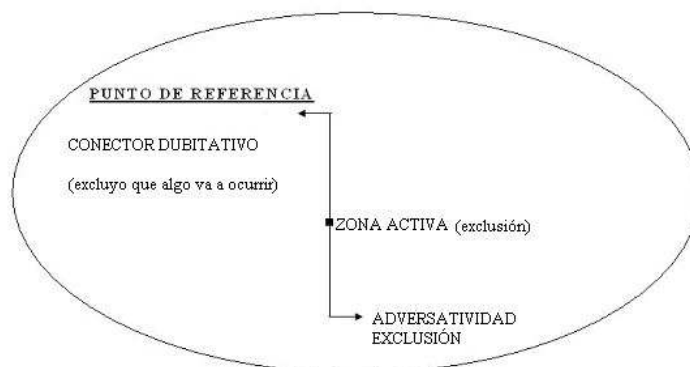 PUNTO DE REFERENCIA
CONECTOR DUBITATIVO
(excluyo que algo va a ocurrir)
ZONA ACTIVA (exclusión)
ADVERSATIVIDAD
EXCLUSIÓN